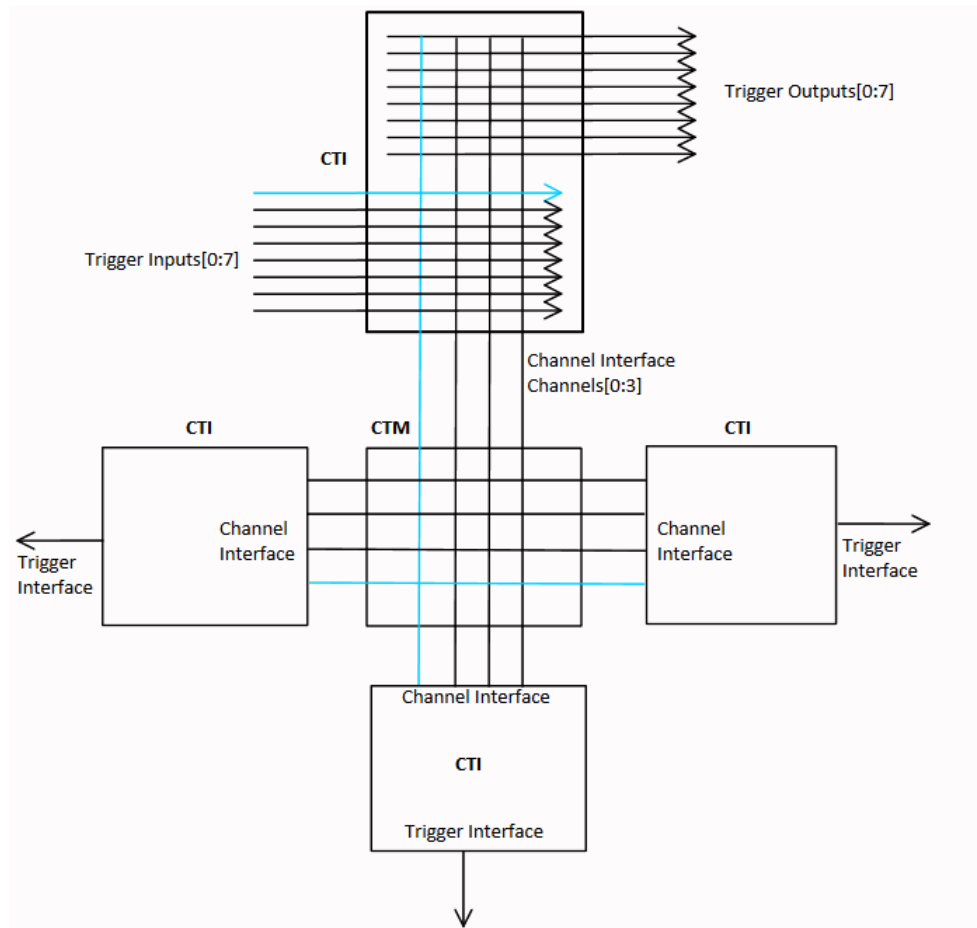 Trigger Outputs[0:7]
CTI
Trigger Inputs[0:7]
Channel Interface
Channels[0:3]
CTI
CTM
CTI
Channel
Interface
Channel
Interface
Trigger
Interface
Trigger
Interface
Channel Interface
CTI
Trigger Interface